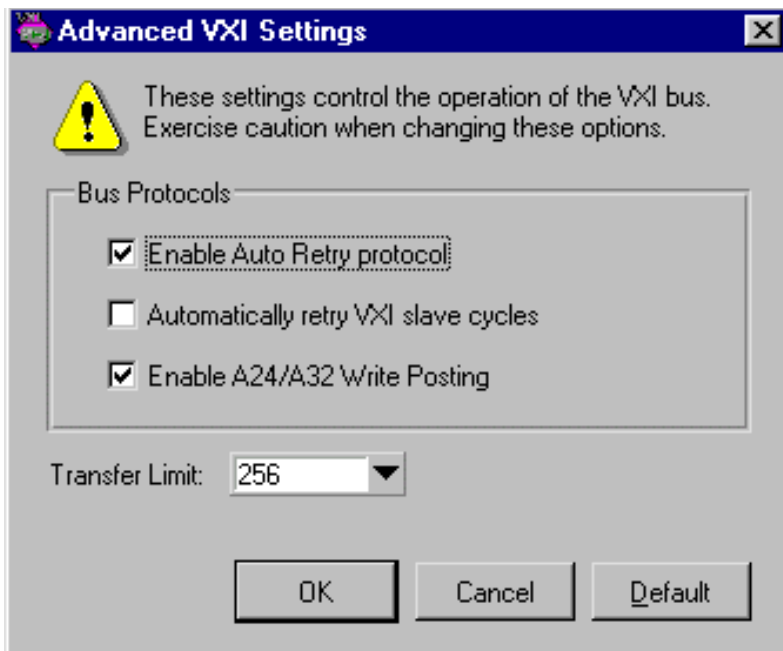 Advanced VXI Settings
These settings control the operation of the VXI bus.
Exercise caution when changing these options.
Bus Protocols
Enable Auto Retry protocol
Automatically retry VXI slave cycles
Enable A24/A32 Write Posting
Transfer Limit: 256
OK Cancel Default